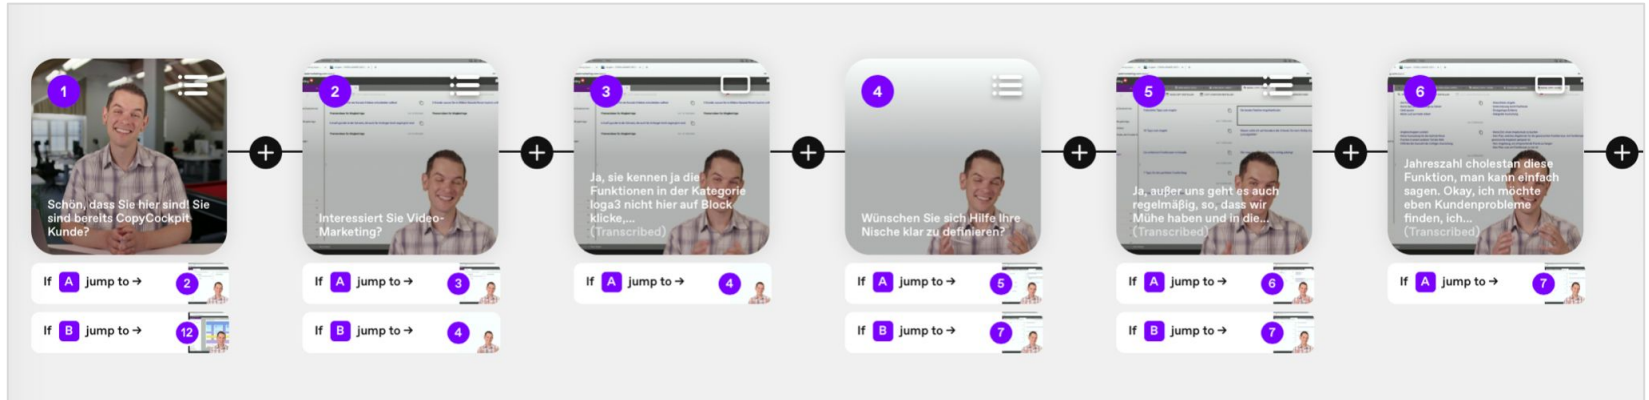 1
Schön, dass Sie hier sind! Sie
sind bereits CopyCockpit
Kunde?
If A jump to → 2
If B jump to → 12
2
Interessiert Sie Video-
Marketing?
If A jump to → 3
If B jump to → 4
3
Ja, sie kennen ja die
Funktionen in der Kategorie
loga3 nicht hier auf Block
klicke,...
(Transcribed)
If A jump to → 4
4
Wünschen Sie sich Hilfe Ihre
Nische klar zu definieren?
If A jump to → 5
If B jump to → 7
5
Ja, außer uns geht es auch
regelmäßig, so, dass wir
Mühe haben und in die...
(Transcribed)
If A jump to → 6
If B jump to → 7
6
Jahreszahl cholestan diese
Funktion, man kann einfach
sagen. Okay, ich möchte
eben Kundenprobleme
finden, ich...
(Transcribed)
If A jump to → 7